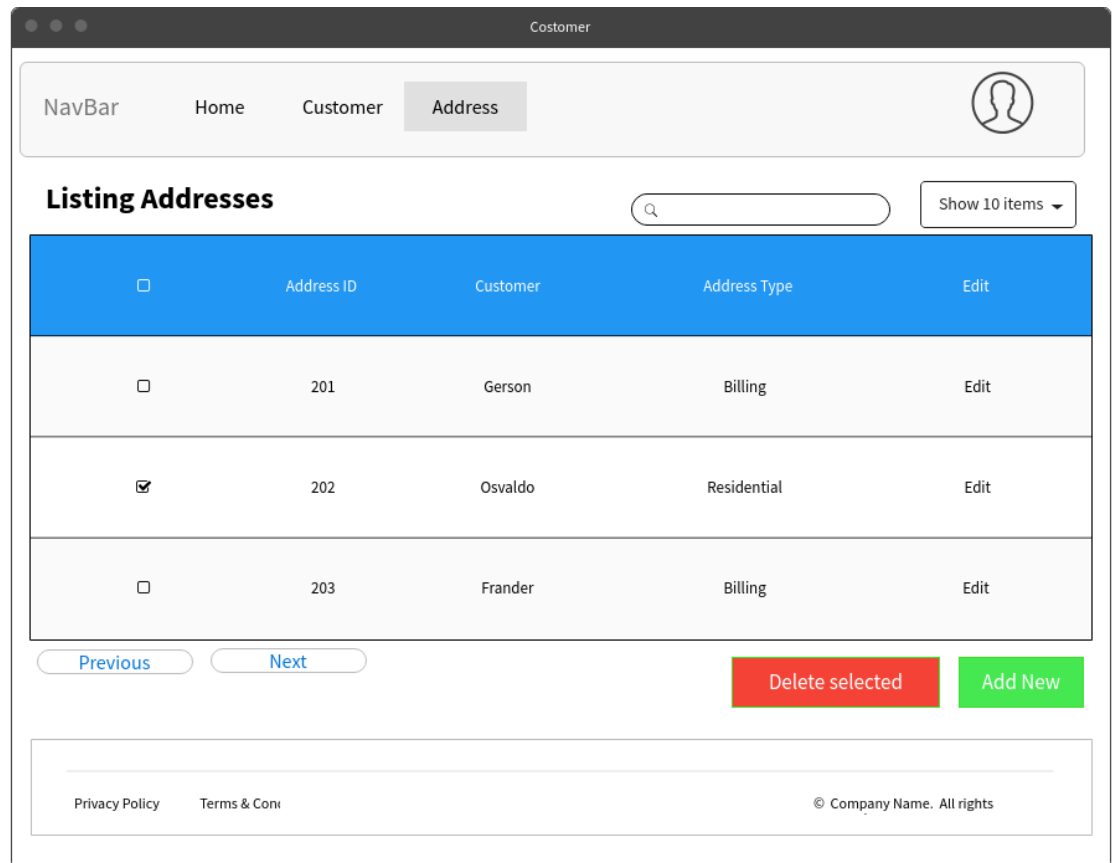 Costomer
NavBar Home Customer Address
Listing Addresses
Show 10 items
Address ID Customer Address Type Edit
201 Gerson Billing Edit
202 Osvaldo Residential Edit
203 Frander Billing Edit
Previous Next
Delete selected Add New
Privacy Policy Terms & Con © Company Name. All rights